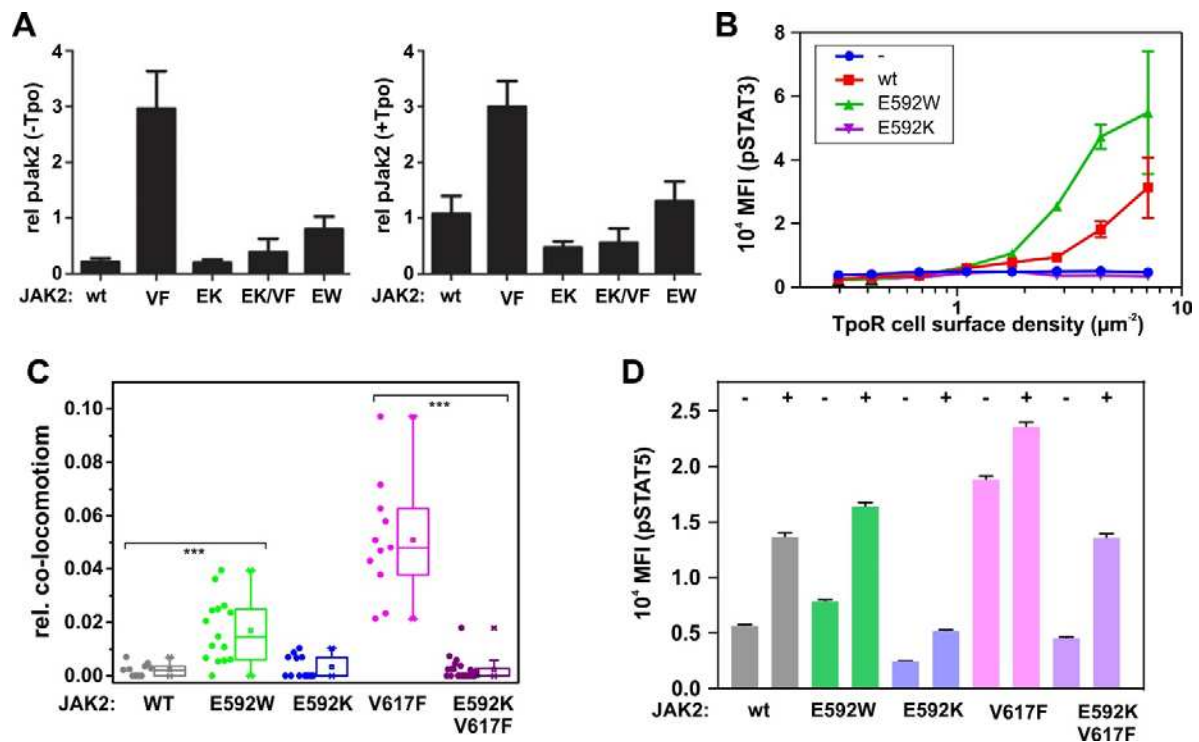 A
rel pJak2 (-Tpo)
4
3
2
1
0
JAK2: wt VF EK EK/VF EW
rel pJak2 (+Tpo)
4
3
2
1
0
JAK2: wt VF EK EK/VF EW
B
10⁴ MFI (pSTAT3)
8
6
4
2
0
-
wt
E592W
E592K
1 10
TpoR cell surface density (µm⁻²)
C
rel. co-locomotiom
0.10
0.08
0.06
0.04
0.02
0.00
***
***
JAK2: WT E592W E592K V617F E592K
V617F
D
10⁴ MFI (pSTAT5)
2.5
2.0
1.5
1.0
0.5
0.0
- + - + - + - + - +
JAK2: wt E592W E592K V617F E592K
V617F